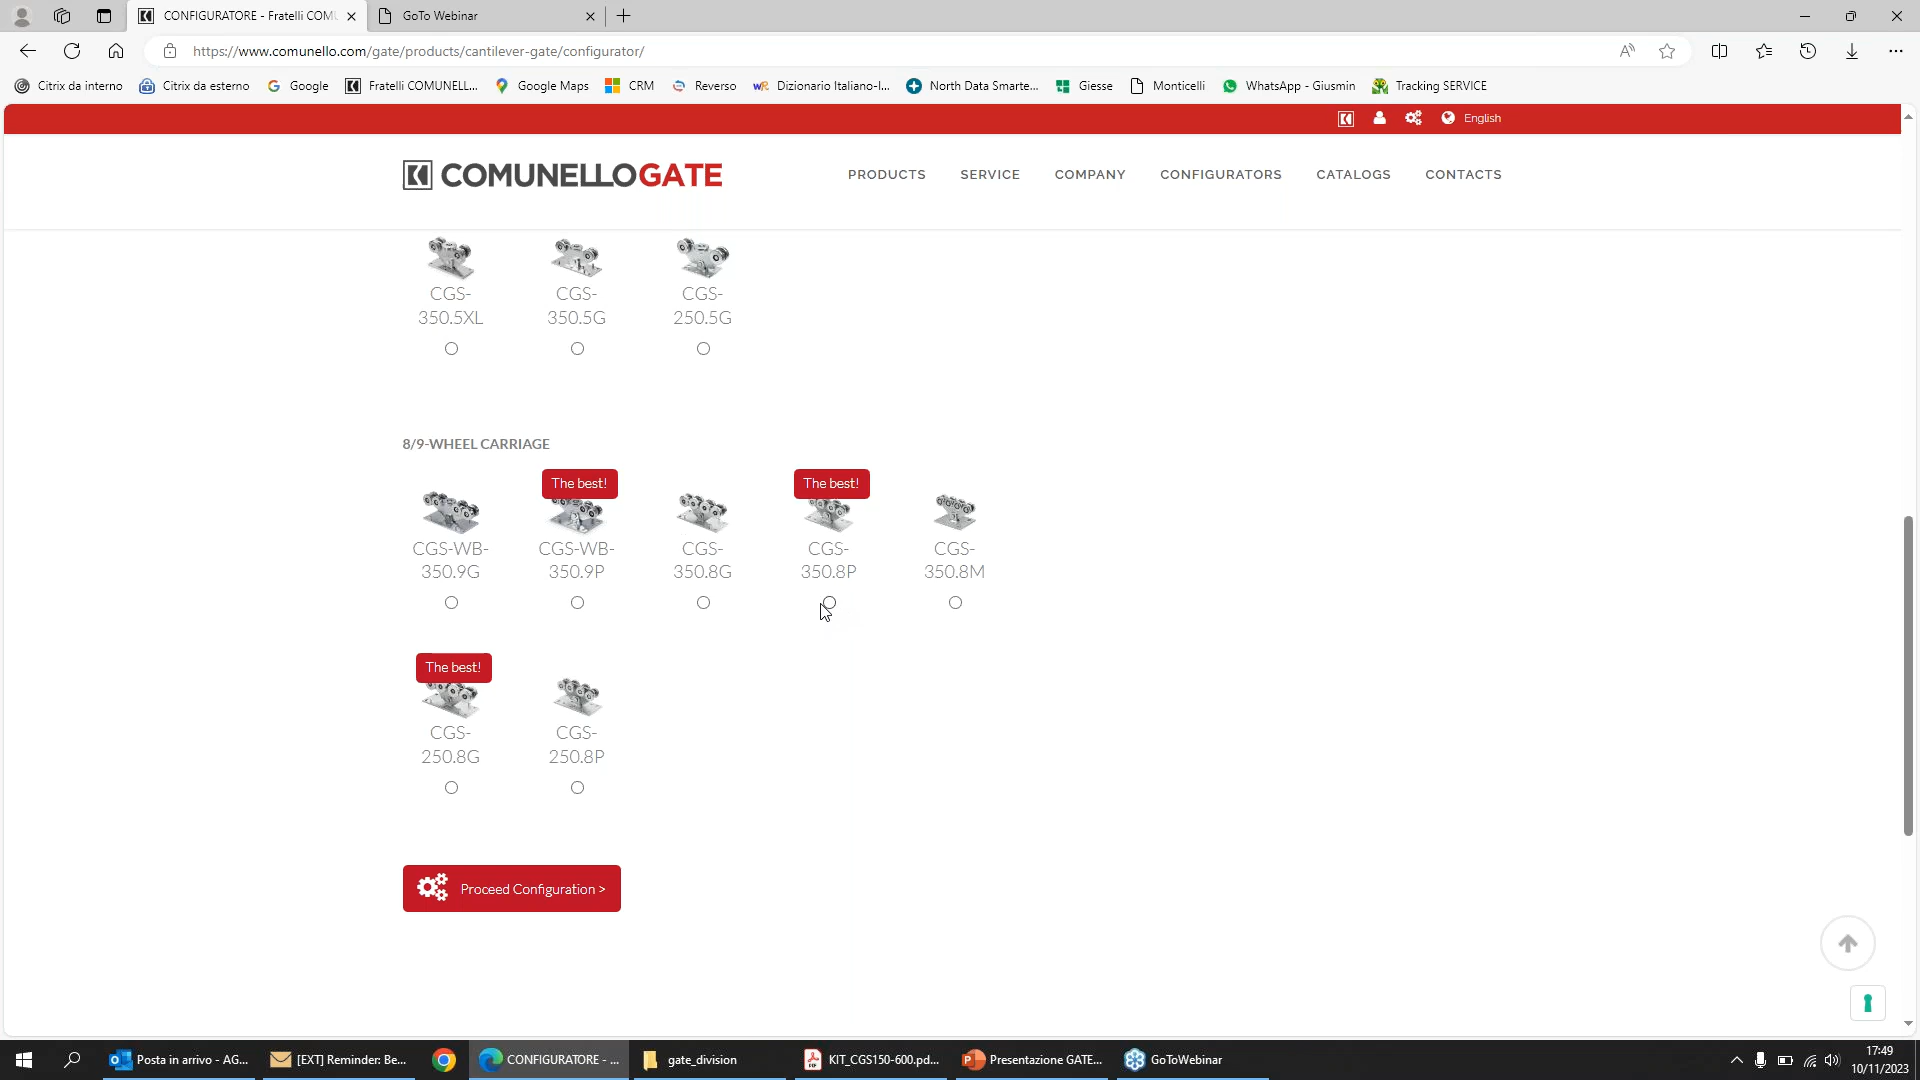 CONFIGURATORE - Fratelli COMU
GoTo Webinar
https://www.comunello.com/gate/products/cantilever-gate/configurator/
Citrix da interno
Citrix da esterno
Google
Fratelli COMUNELL...
Google Maps
CRM
Reverso
Dizionario Italiano-I...
North Data Smarte...
Giesse
Monticelli
WhatsApp - Giusmin
Tracking SERVICE
English
COMUNELLOGATE
PRODUCTS
SERVICE
COMPANY
CONFIGURATORS
CATALOGS
CONTACTS
CGS-
350.5XL
CGS-
350.5G
CGS-
250.5G
8/9-WHEEL CARRIAGE
The best!
The best!
CGS-WB-
350.9G
CGS-WB-
350.9P
CGS-
350.8G
CGS-
350.8P
CGS-
350.8M
The best!
CGS-
250.8G
CGS-
250.8P
Proceed Configuration >
Posta in arrivo - AG...
[EXT] Reminder: Be...
CONFIGURATORE - ...
gate_division
KIT_CGS150-600.pd...
Presentazione GATE...
GoToWebinar
17:49
10/11/2023